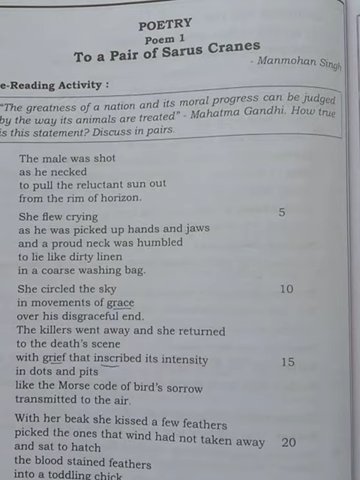 POETRY
Poem 1
To a Pair of Sarus Cranes
- Manmohan Singh
e-Reading Activity :
"The greatness of a nation and its moral progress can be judged
by the way its animals are treated" - Mahatma Gandhi. How true
is this statement? Discuss in pairs.
The male was shot
as he necked
to pull the reluctant sun out
from the rim of horizon.
She flew crying 5
as he was picked up hands and jaws
and a proud neck was humbled
to lie like dirty linen
in a coarse washing bag.
She circled the sky 10
in movements of grace
over his disgraceful end.
The killers went away and she returned
to the death's scene
with grief that inscribed its intensity 15
in dots and pits
like the Morse code of bird's sorrow
transmitted to the air.
With her beak she kissed a few feathers
picked the ones that wind had not taken away 20
and sat to hatch
the blood stained feathers
into a toddling chick